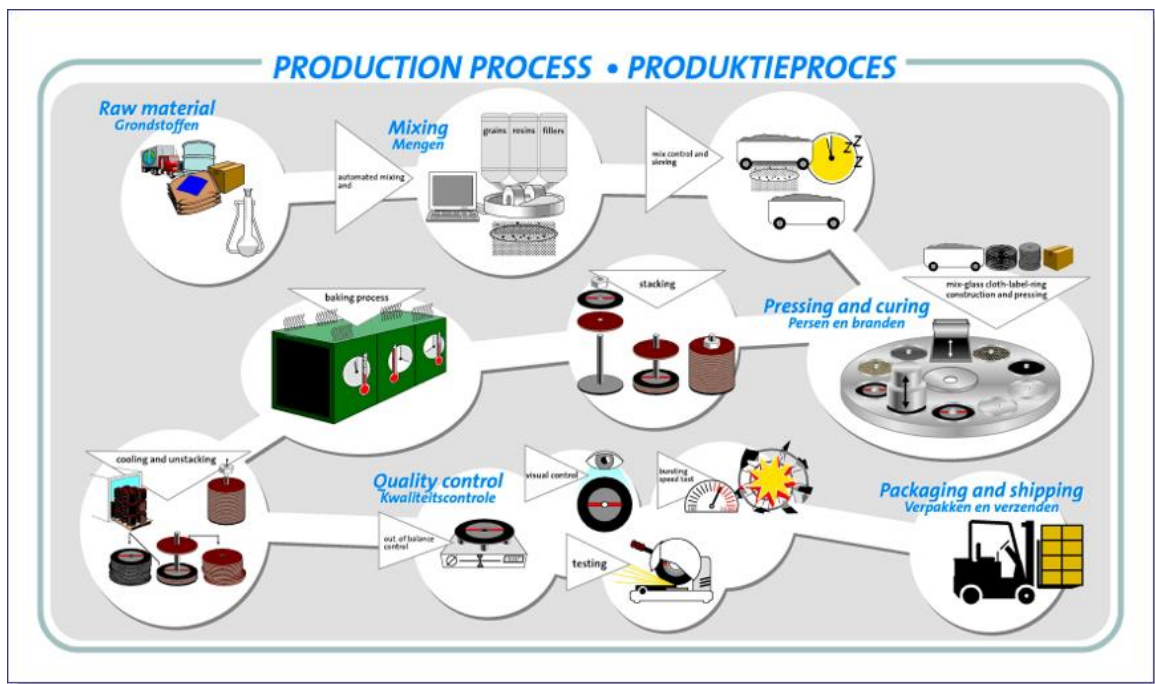 PRODUCTION PROCESS • PRODUKTIEPROCES
Raw material
Grondstoffen
automated mixing
and
Mixing
Mengen
grains resins fillers
mix control and
sieving
z
z
z
mix-glass cloth-label-ring
construction and pressing
Pressing and curing
Persen en branden
stacking
baking process
cooling and unstacking
out of balance
control
Quality control
Kwaliteitscontrole
visual control
testing
bursting
speed test
Packaging and shipping
Verpakken en verzenden